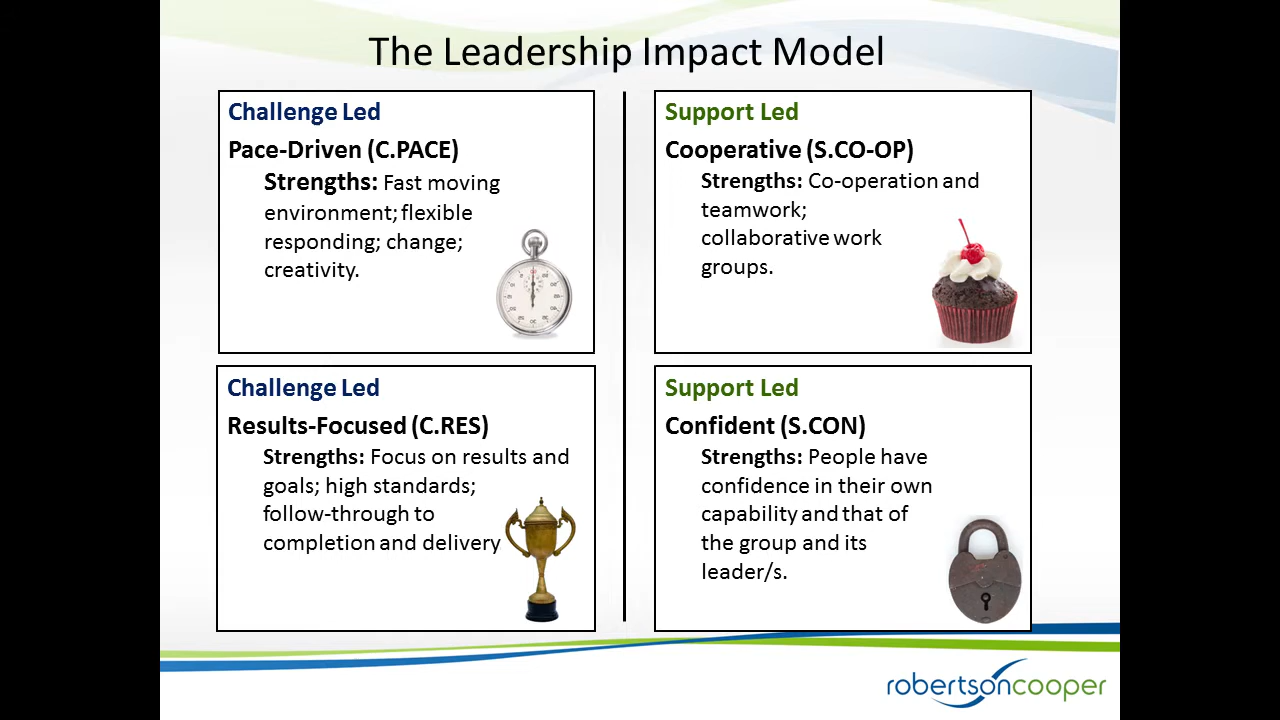 The Leadership Impact Model
Challenge Led
Pace-Driven (C.PACE)
Strengths: Fast moving
environment; flexible
responding; change;
creativity.
Support Led
Cooperative (S.CO-OP)
Strengths: Co-operation and
teamwork;
collaborative work
groups.
Challenge Led
Results-Focused (C.RES)
Strengths: Focus on results and
goals; high standards;
follow-through to
completion and delivery
Support Led
Confident (S.CON)
Strengths: People have
confidence in their own
capability and that of
the group and its
leader/s.
robertsoncooper